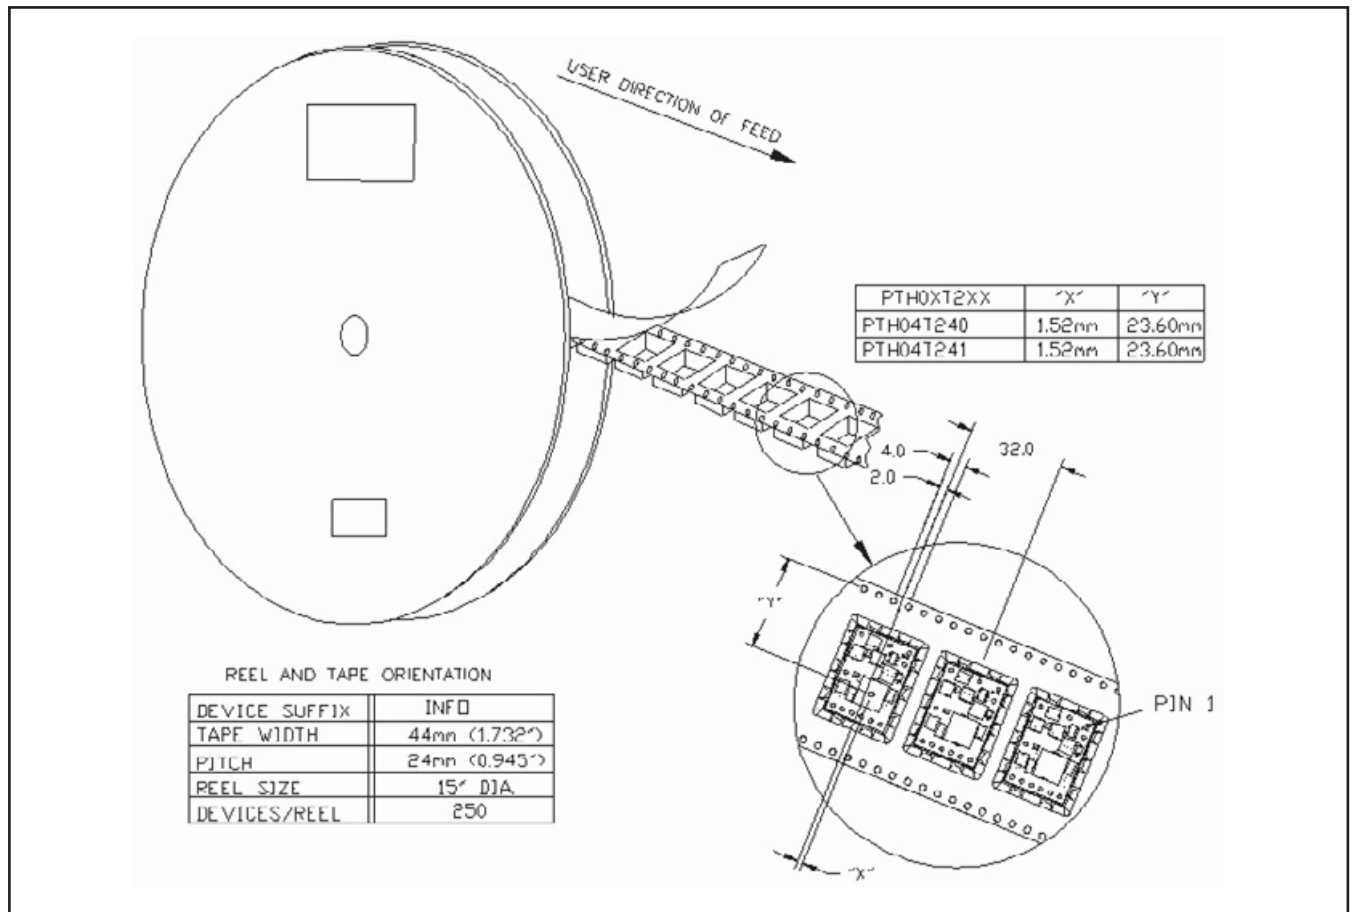 USER DIRECTION OF FEED
PTH0XT2XX "X" "Y"
PTH04T240 1.52mm 23.60mm
PTH04T241 1.52mm 23.60mm
4.0
32.0
2.0
"Y"
PIN 1
"X"
REEL AND TAPE ORIENTATION
DEVICE SUFFIX INFO
TAPE WIDTH 44mm (1.732")
PITCH 24mm (0.945")
REEL SIZE 15" DIA.
DEVICES/REEL 250